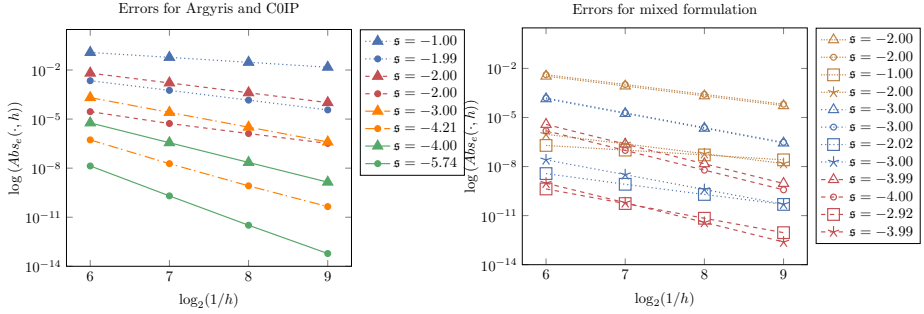 Errors for Argyris and C0IP
10⁻²
10⁻⁵
10⁻⁸
10⁻¹¹
10⁻¹⁴
log (Abs_e(·, h))
6 7 8 9
log₂(1/h)
𝔰 = −1.00
𝔰 = −1.99
𝔰 = −2.00
𝔰 = −2.00
𝔰 = −3.00
𝔰 = −4.21
𝔰 = −4.00
𝔰 = −5.74
Errors for mixed formulation
10⁻²
10⁻⁵
10⁻⁸
10⁻¹¹
10⁻¹⁴
log (Abs_e(·, h))
6 7 8 9
log₂(1/h)
𝔰 = −2.00
𝔰 = −2.00
𝔰 = −1.00
𝔰 = −2.00
𝔰 = −3.00
𝔰 = −3.00
𝔰 = −2.02
𝔰 = −3.00
𝔰 = −3.99
𝔰 = −4.00
𝔰 = −2.92
𝔰 = −3.99